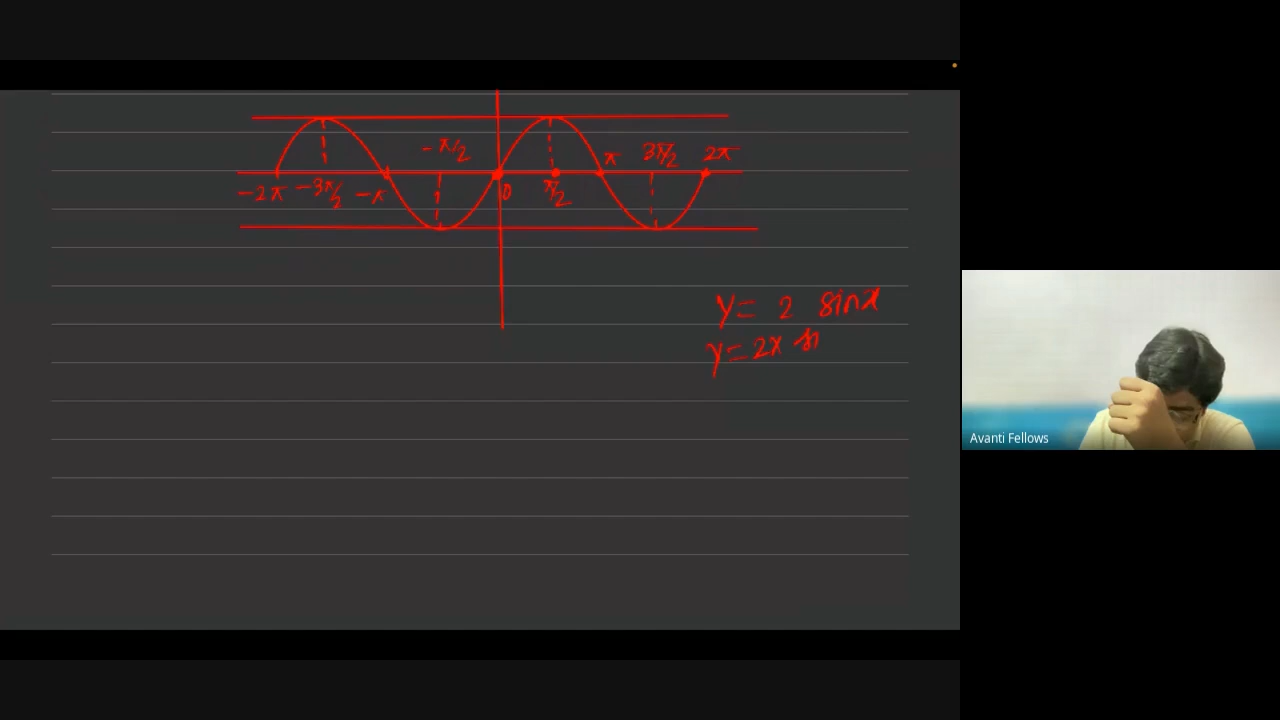 -π/2 π 3π/2 2π
-2π -3π/2 -π 0 π/2
y = 2 sinx
y = 2x
Avanti Fellows